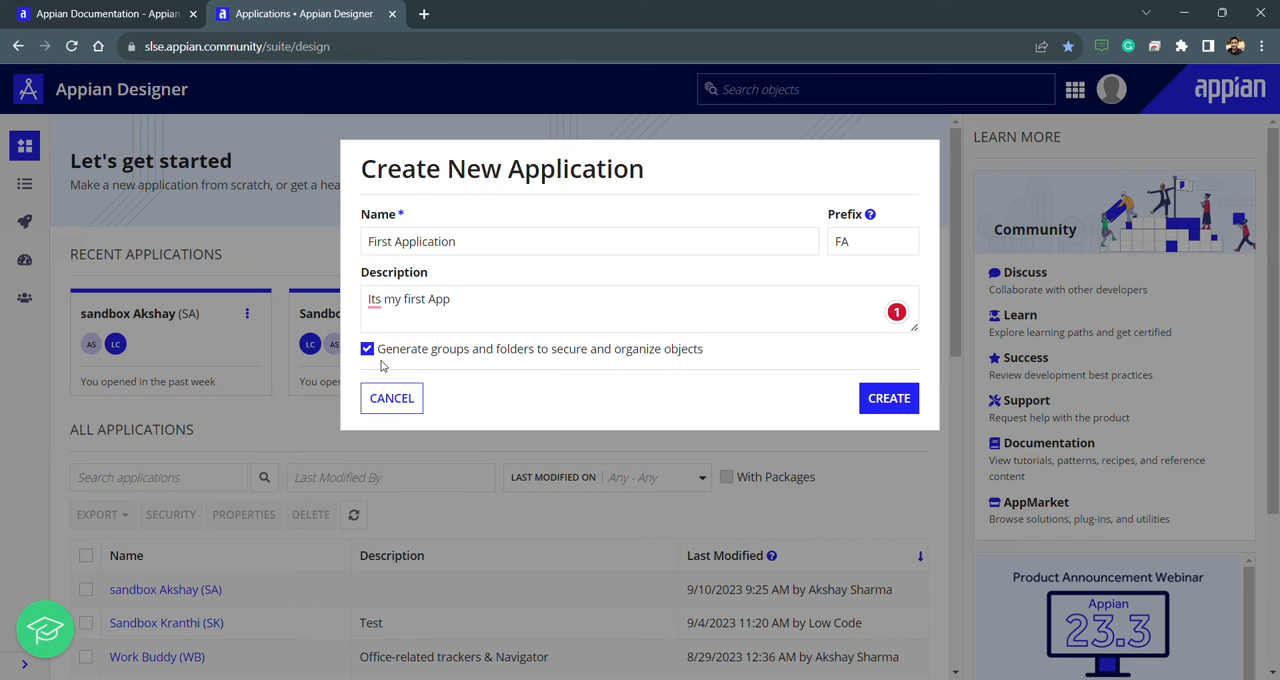 Appian Documentation - Appian
Applications • Appian Designer
slse.appian.community/suite/design
Appian Designer
Search objects
appian
Let's get started
Make a new application from scratch, or get a hea
RECENT APPLICATIONS
sandbox Akshay (SA)
AS LC
You opened in the past week
Sandbo
LC AS
You open
Create New Application
Name*
Prefix ?
First Application
FA
Description
Its my first App
1
Generate groups and folders to secure and organize objects
CANCEL
CREATE
ALL APPLICATIONS
Search applications
Last Modified By
LAST MODIFIED ON Any - Any
With Packages
EXPORT SECURITY PROPERTIES DELETE
Name Description Last Modified ?
sandbox Akshay (SA) 9/10/2023 9:25 AM by Akshay Sharma
Sandbox Kranthi (SK) Test 9/4/2023 11:20 AM by Low Code
Work Buddy (WB) Office-related trackers & Navigator 8/29/2023 12:36 AM by Akshay Sharma
LEARN MORE
Community
Discuss
Collaborate with other developers
Learn
Explore learning paths and get certified
Success
Review development best practices
Support
Request help with the product
Documentation
View tutorials, patterns, recipes, and reference
content
AppMarket
Browse solutions, plug-ins, and utilities
Product Announcement Webinar
Appian
23.3